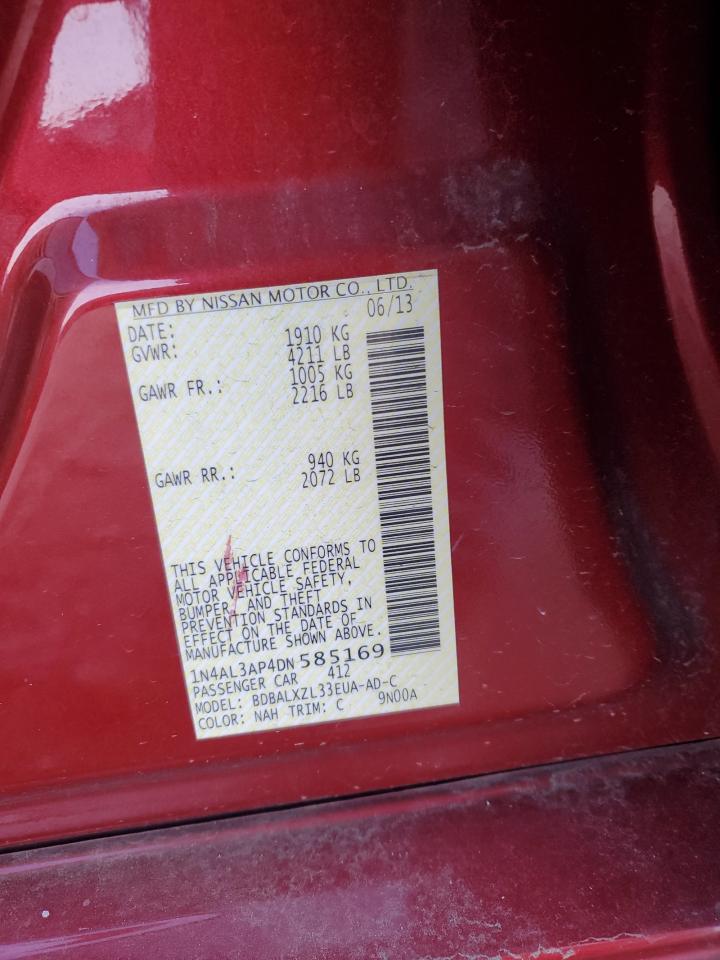 MFD BY NISSAN MOTOR CO., LTD.
DATE: 06/13
GVWR: 1910 KG
4211 LB
GAWR FR.: 1005 KG
2216 LB
GAWR RR.: 940 KG
2072 LB
THIS VEHICLE CONFORMS TO
ALL APPLICABLE FEDERAL
MOTOR VEHICLE SAFETY,
BUMPER, AND THEFT
PREVENTION STANDARDS IN
EFFECT ON THE DATE OF
MANUFACTURE SHOWN ABOVE.
1N4AL3AP4DN 585169
PASSENGER CAR 412
MODEL: BDBALXZL33EUA-AD-C
COLOR: NAH TRIM: C 9N00A